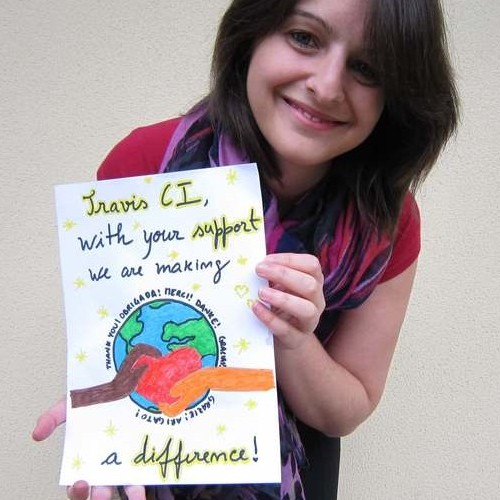 Travis CI,
with your support
we are making
THANK YOU! OBRIGADA! MERCI! DANKE! GRACIAS! GRAZIE! ARIGATO!
a difference!